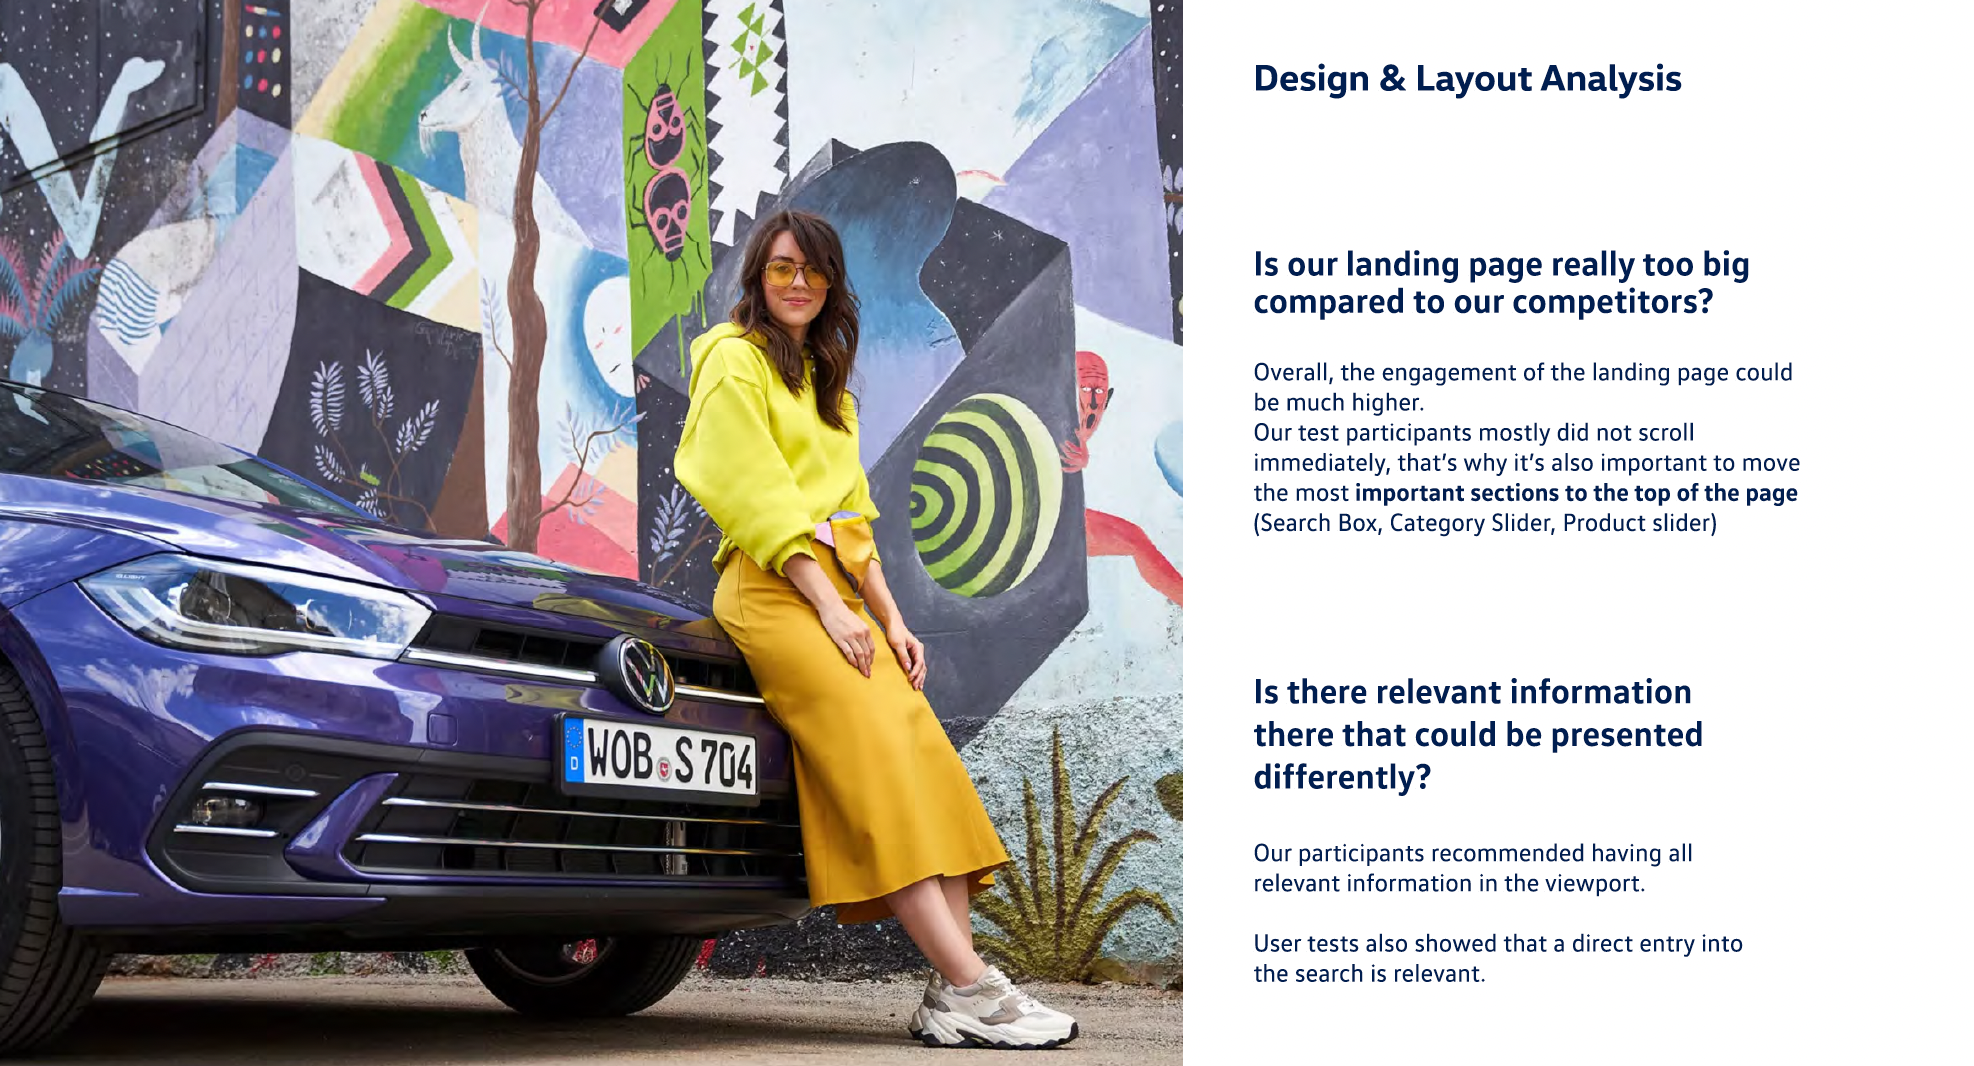 Design & Layout Analysis
Is our landing page really too big
compared to our competitors?
Overall, the engagement of the landing page could
be much higher.
Our test participants mostly did not scroll
immediately, that's why it's also important to move
the most important sections to the top of the page
(Search Box, Category Slider, Product slider)
Is there relevant information
there that could be presented
differently?
Our participants recommended having all
relevant information in the viewport.
User tests also showed that a direct entry into
the search is relevant.
D
WOB S 704